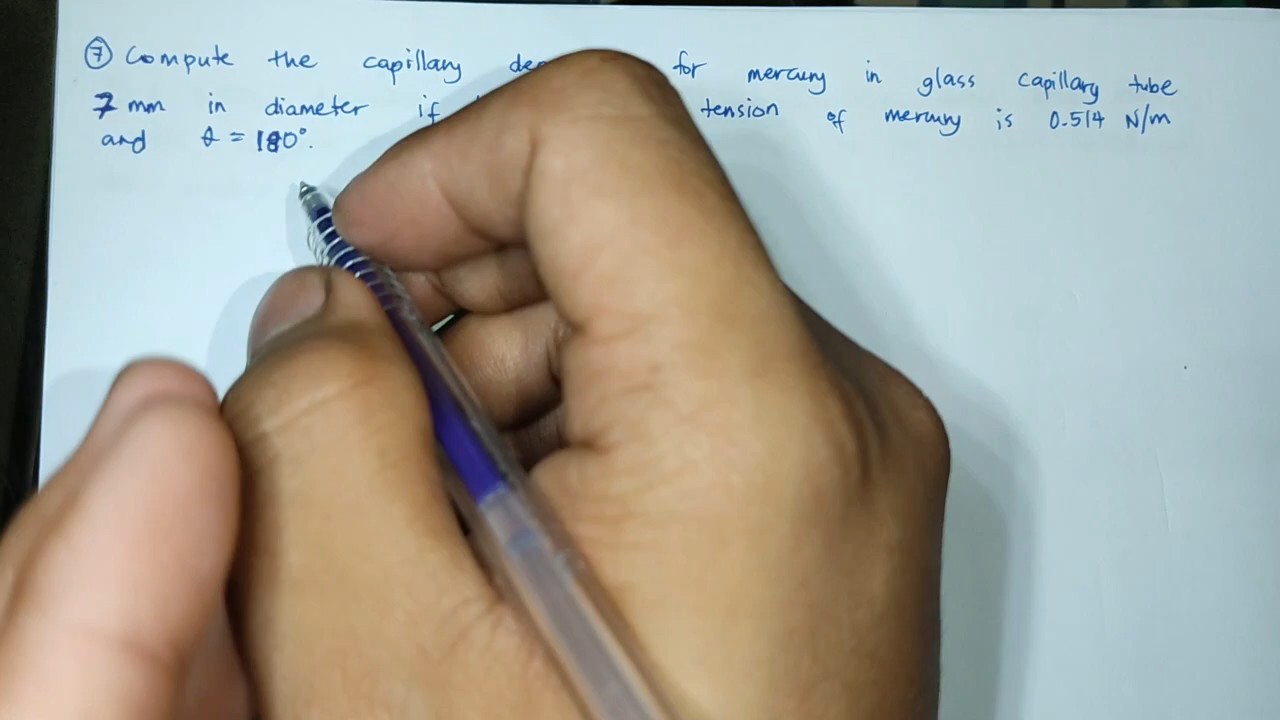 7 Compute the capillary for mercury in glass capillary tube
7 mm in diameter if tension of mercury is 0.514 N/m
and θ = 180°.